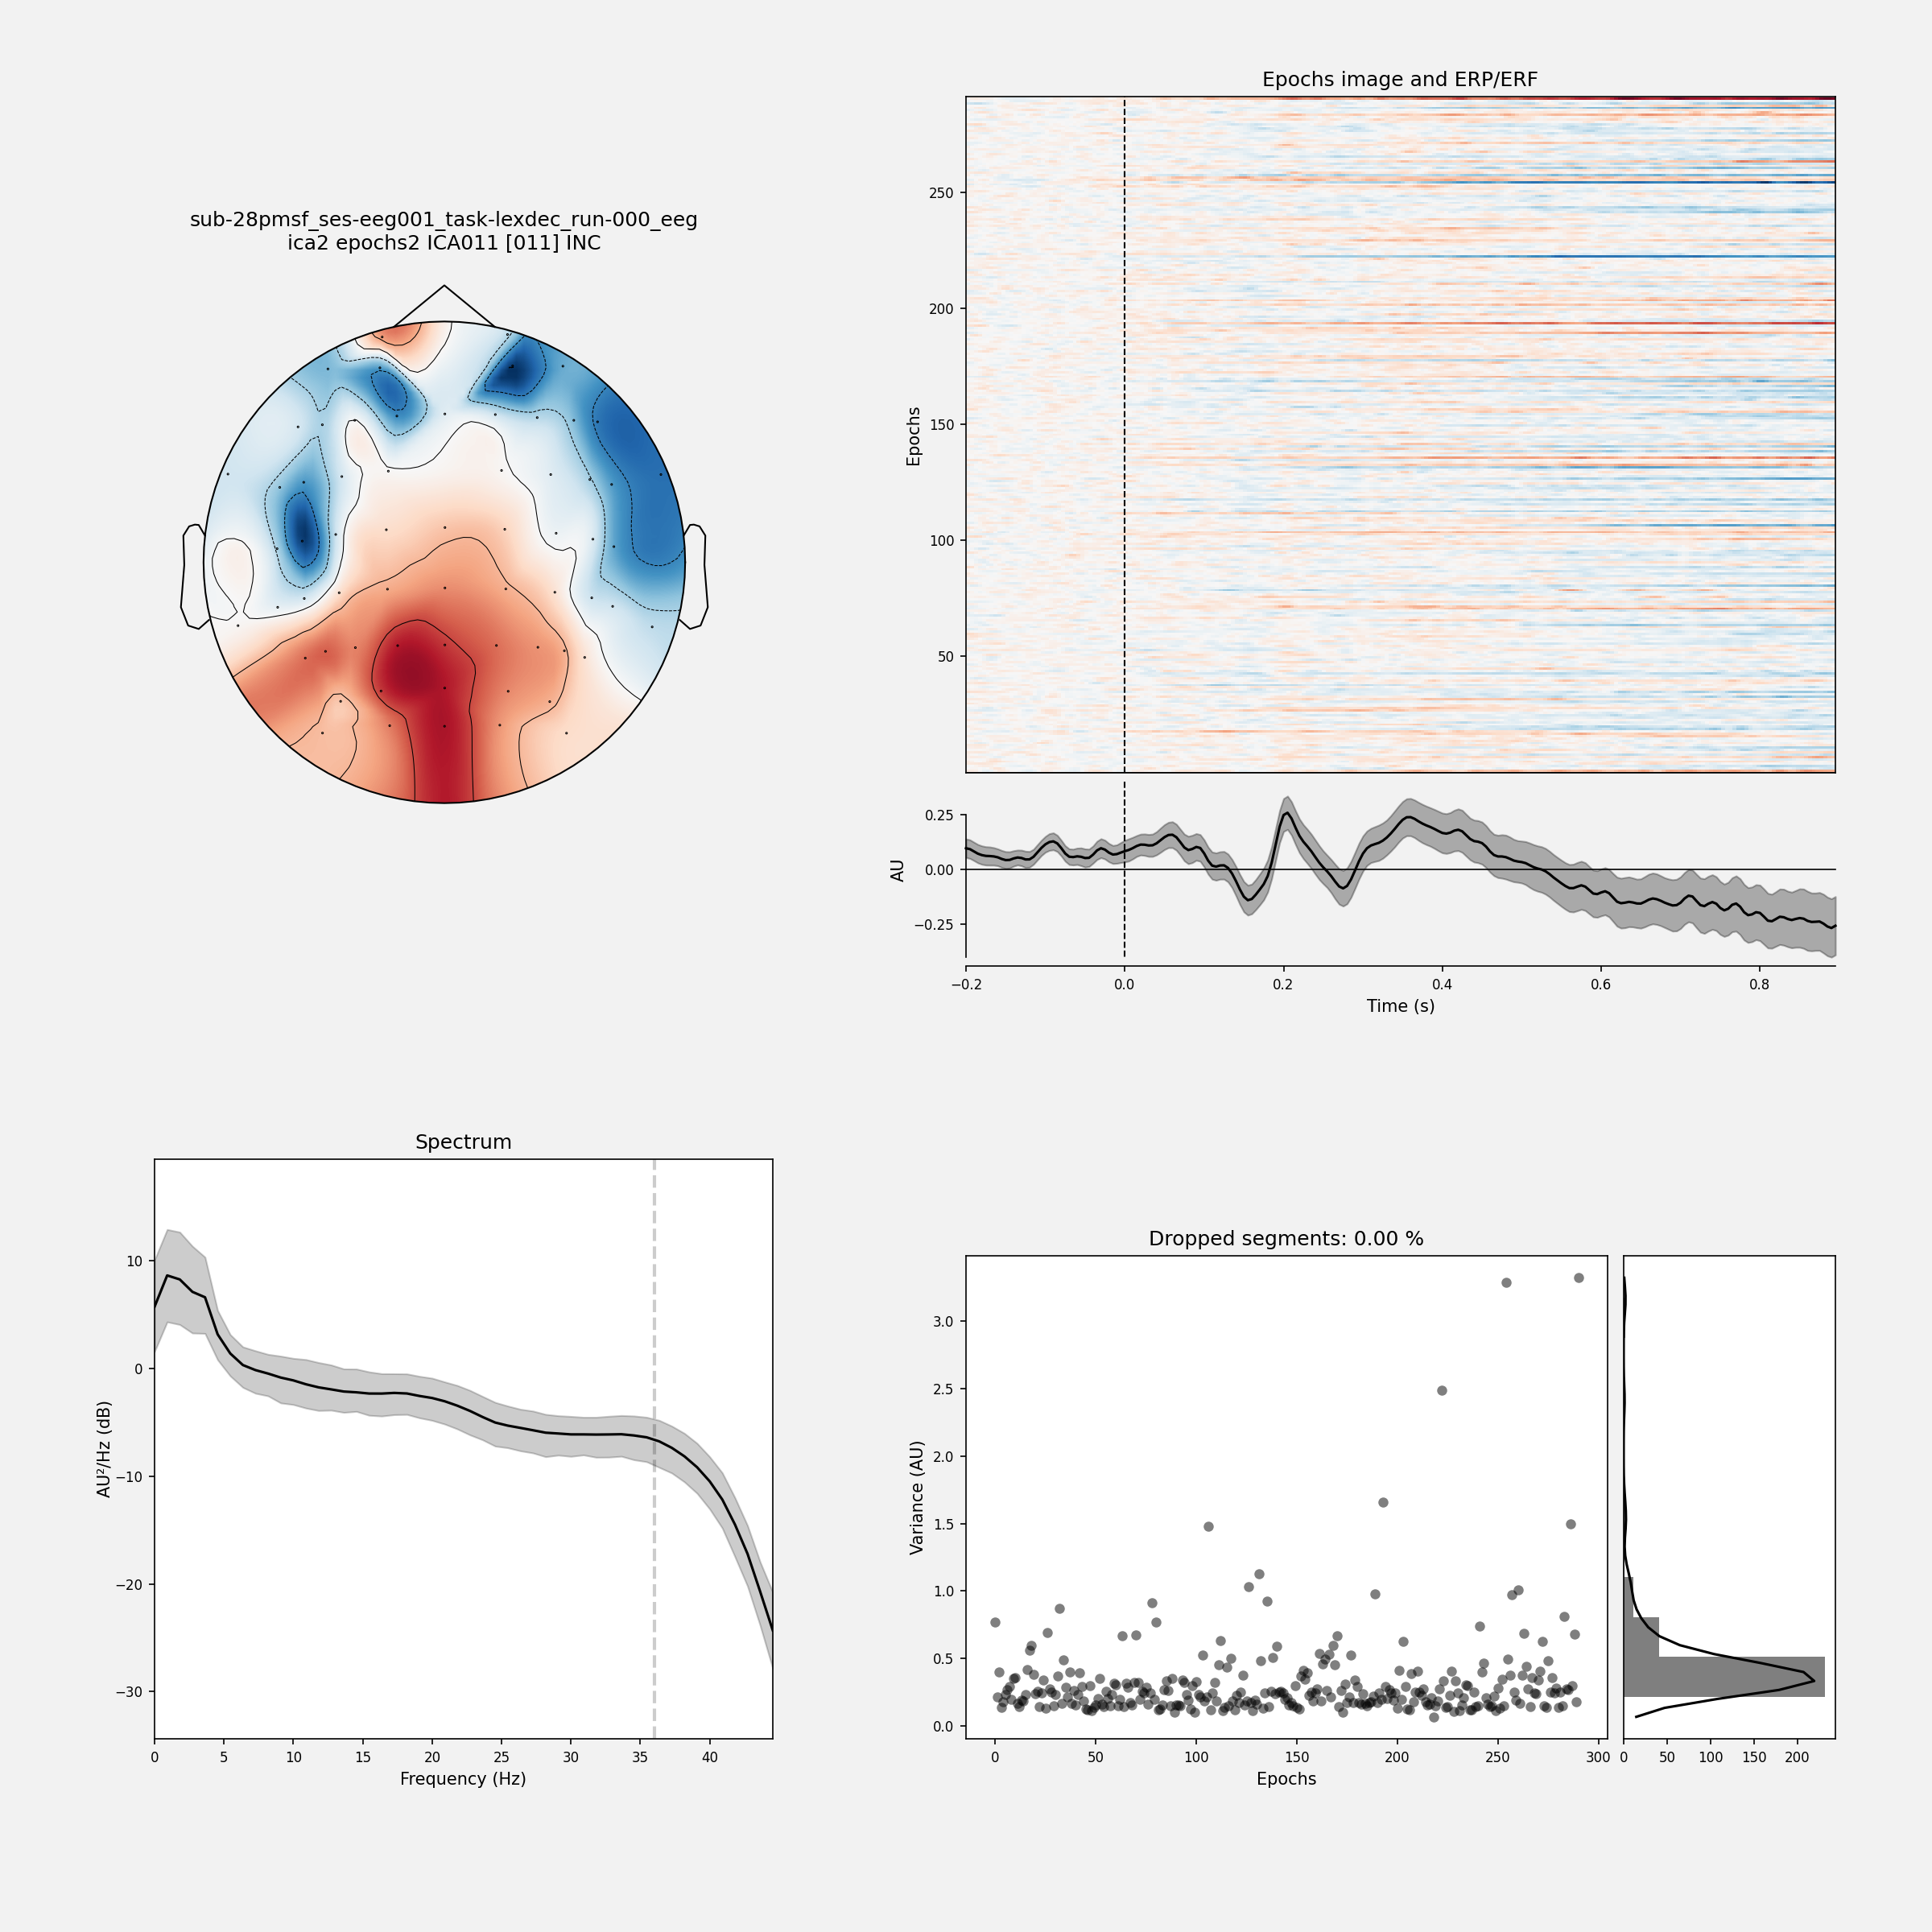 sub-28pmsf_ses-eeg001_task-lexdec_run-000_eeg
ica2 epochs2 ICA011 [011] INC
Epochs image and ERP/ERF
Epochs
250
200
150
100
50
AU
0.25
0.00
−0.25
−0.2 0.0 0.2 0.4 0.6 0.8
Time (s)
Spectrum
AU²/Hz (dB)
10
0
−10
−20
−30
0 5 10 15 20 25 30 35 40
Frequency (Hz)
Dropped segments: 0.00 %
Variance (AU)
3.0
2.5
2.0
1.5
1.0
0.5
0.0
0 50 100 150 200 250 300
Epochs
0 50 100 150 200